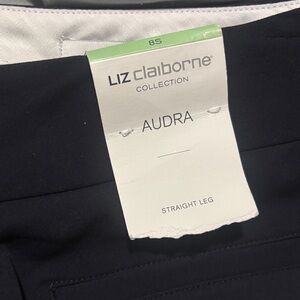 8S
LIZ claiborne
COLLECTION
AUDRA
STRAIGHT LEG